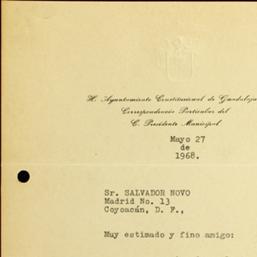 H. Ayuntamiento Constitucional de Guadalaja
Correspondencia Particular del
C. Presidente Municipal
Mayo 27
de
1968.
Sr. SALVADOR NOVO
Madrid No. 13
Coyoacán, D. F.,
Muy estimado y fino amigo: